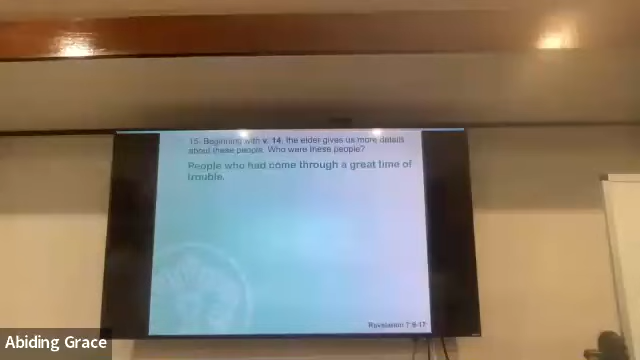 15. Beginning with v. 14, the elder gives us more details
about these people. Who were these people?
People who had come through a great time of
trouble.
Revelation 7:9-17
Abiding Grace